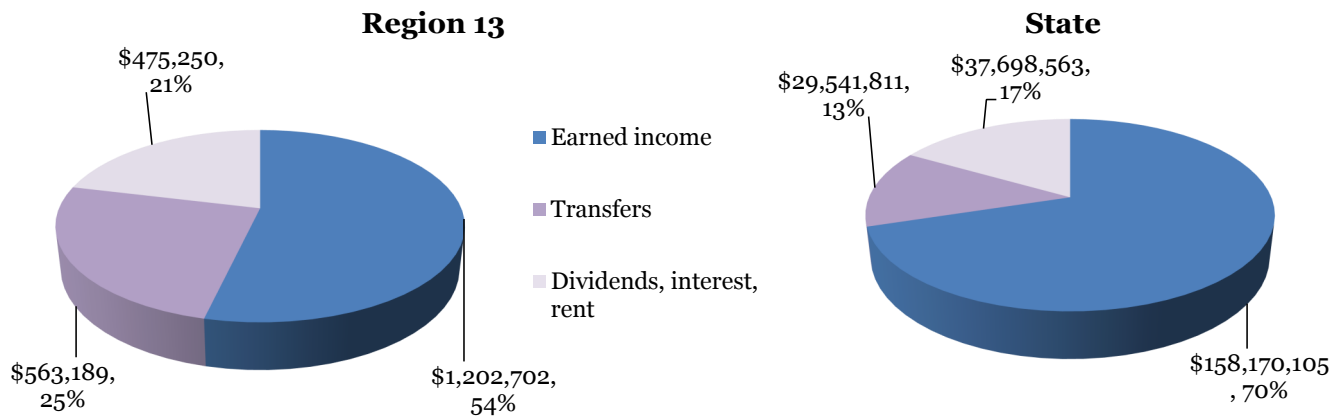 Region 13
$475,250,
21%
$563,189,
25%
$1,202,702,
54%
Earned income
Transfers
Dividends, interest,
rent
State
$29,541,811,
13%
$37,698,563,
17%
$158,170,105
, 70%